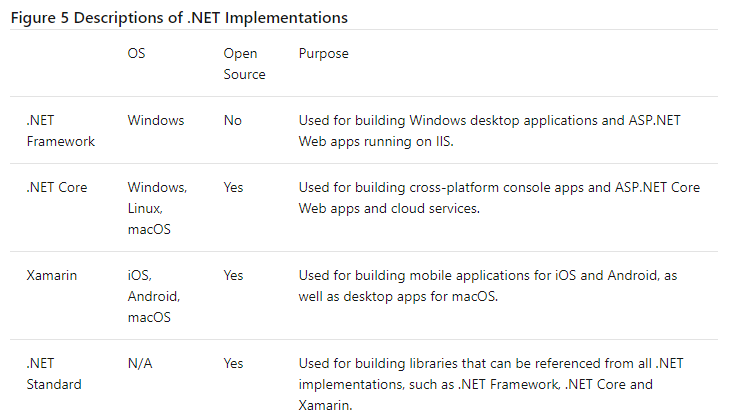 Figure 5 Descriptions of .NET Implementations
OS
Open
Source
Purpose
.NET
Framework
Windows
No
Used for building Windows desktop applications and ASP.NET
Web apps running on IIS.
.NET Core
Windows,
Linux,
macOS
Yes
Used for building cross-platform console apps and ASP.NET Core
Web apps and cloud services.
Xamarin
iOS,
Android,
macOS
Yes
Used for building mobile applications for iOS and Android, as
well as desktop apps for macOS.
.NET
Standard
N/A
Yes
Used for building libraries that can be referenced from all .NET
implementations, such as .NET Framework, .NET Core and
Xamarin.